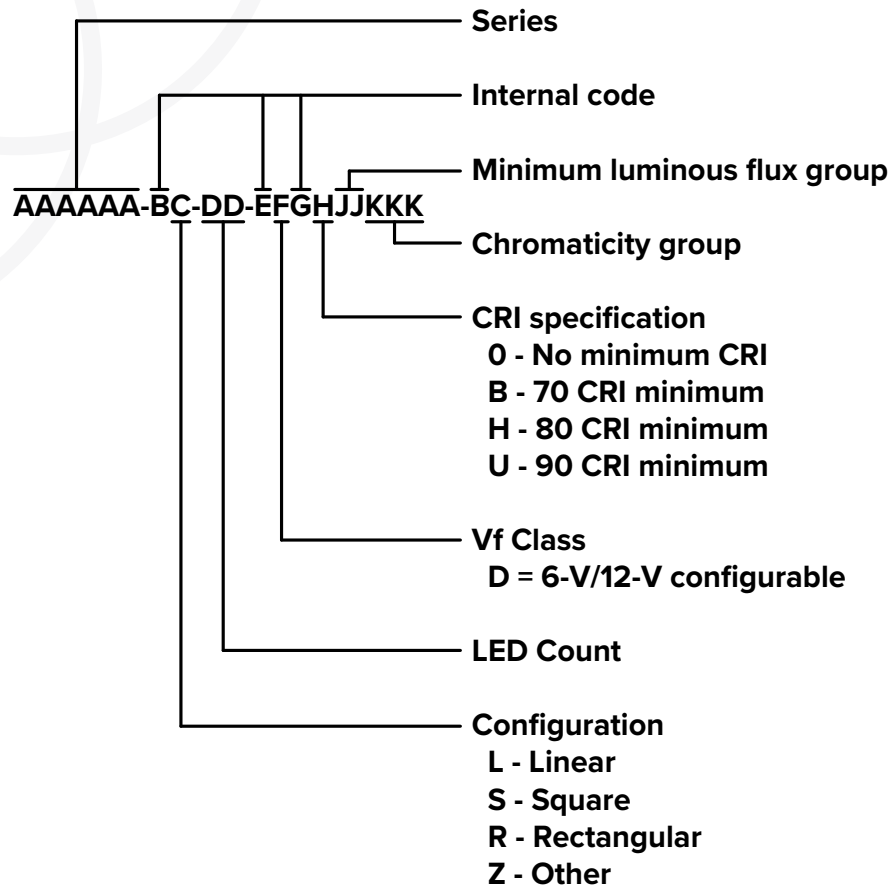 Series
Internal code
Minimum luminous flux group
AAAAAA-BC-DD-EFGHJJKKK
Chromaticity group
CRI specification
0 - No minimum CRI
B - 70 CRI minimum
H - 80 CRI minimum
U - 90 CRI minimum
Vf Class
D = 6-V/12-V configurable
LED Count
Configuration
L - Linear
S - Square
R - Rectangular
Z - Other